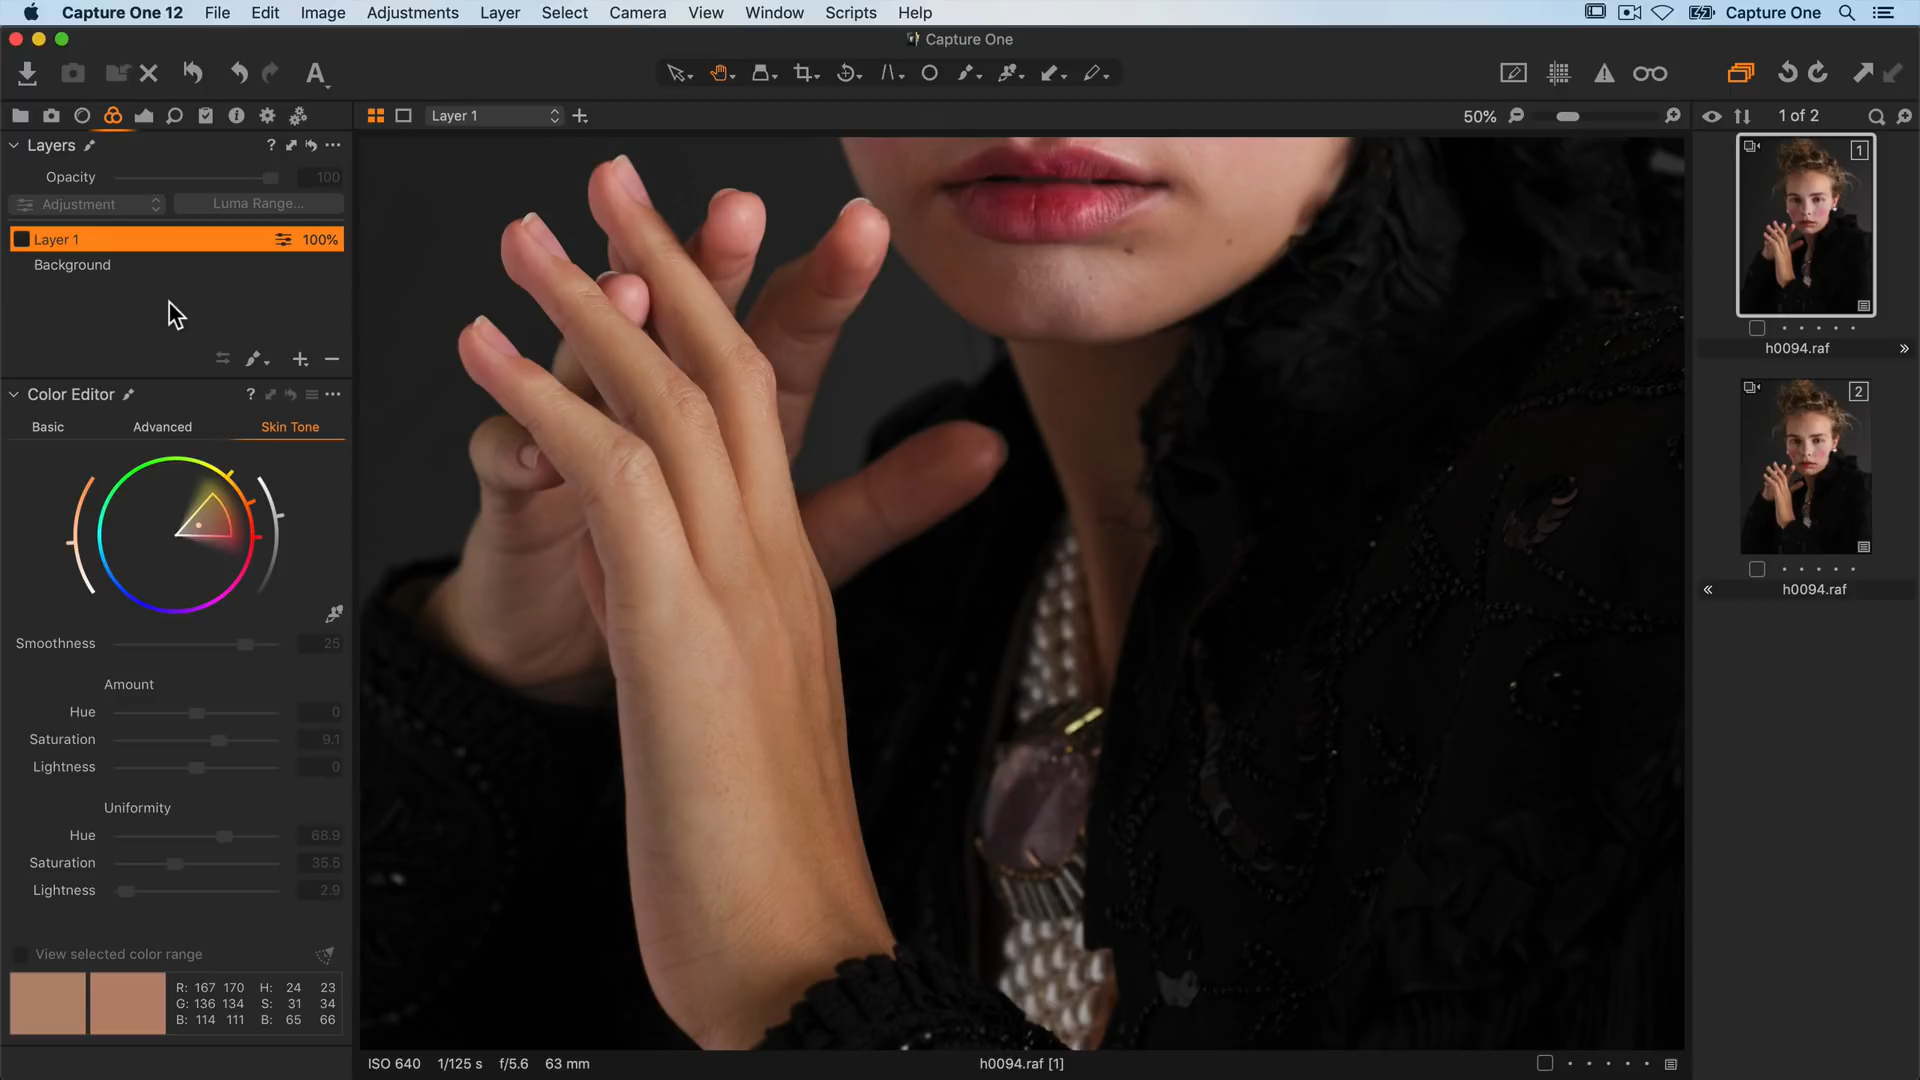 Capture One 12 File Edit Image Adjustments Layer Select Camera View Window Scripts Help Capture One
Capture One
Layer 1 50% 1 of 2
Layers ?
Opacity 100
Adjustment Luma Range...
Layer 1 100%
Background
Color Editor ?
Basic Advanced Skin Tone
Smoothness 25
Amount
Hue 0
Saturation 9.1
Lightness 0
Uniformity
Hue 68.9
Saturation 35.5
Lightness 2.9
View selected color range
R: 167 170 H: 24 23
G: 136 134 S: 31 34
B: 114 111 B: 65 66
ISO 640 1/125 s f/5.6 63 mm h0094.raf [1]
1
h0094.raf »
2
« h0094.raf